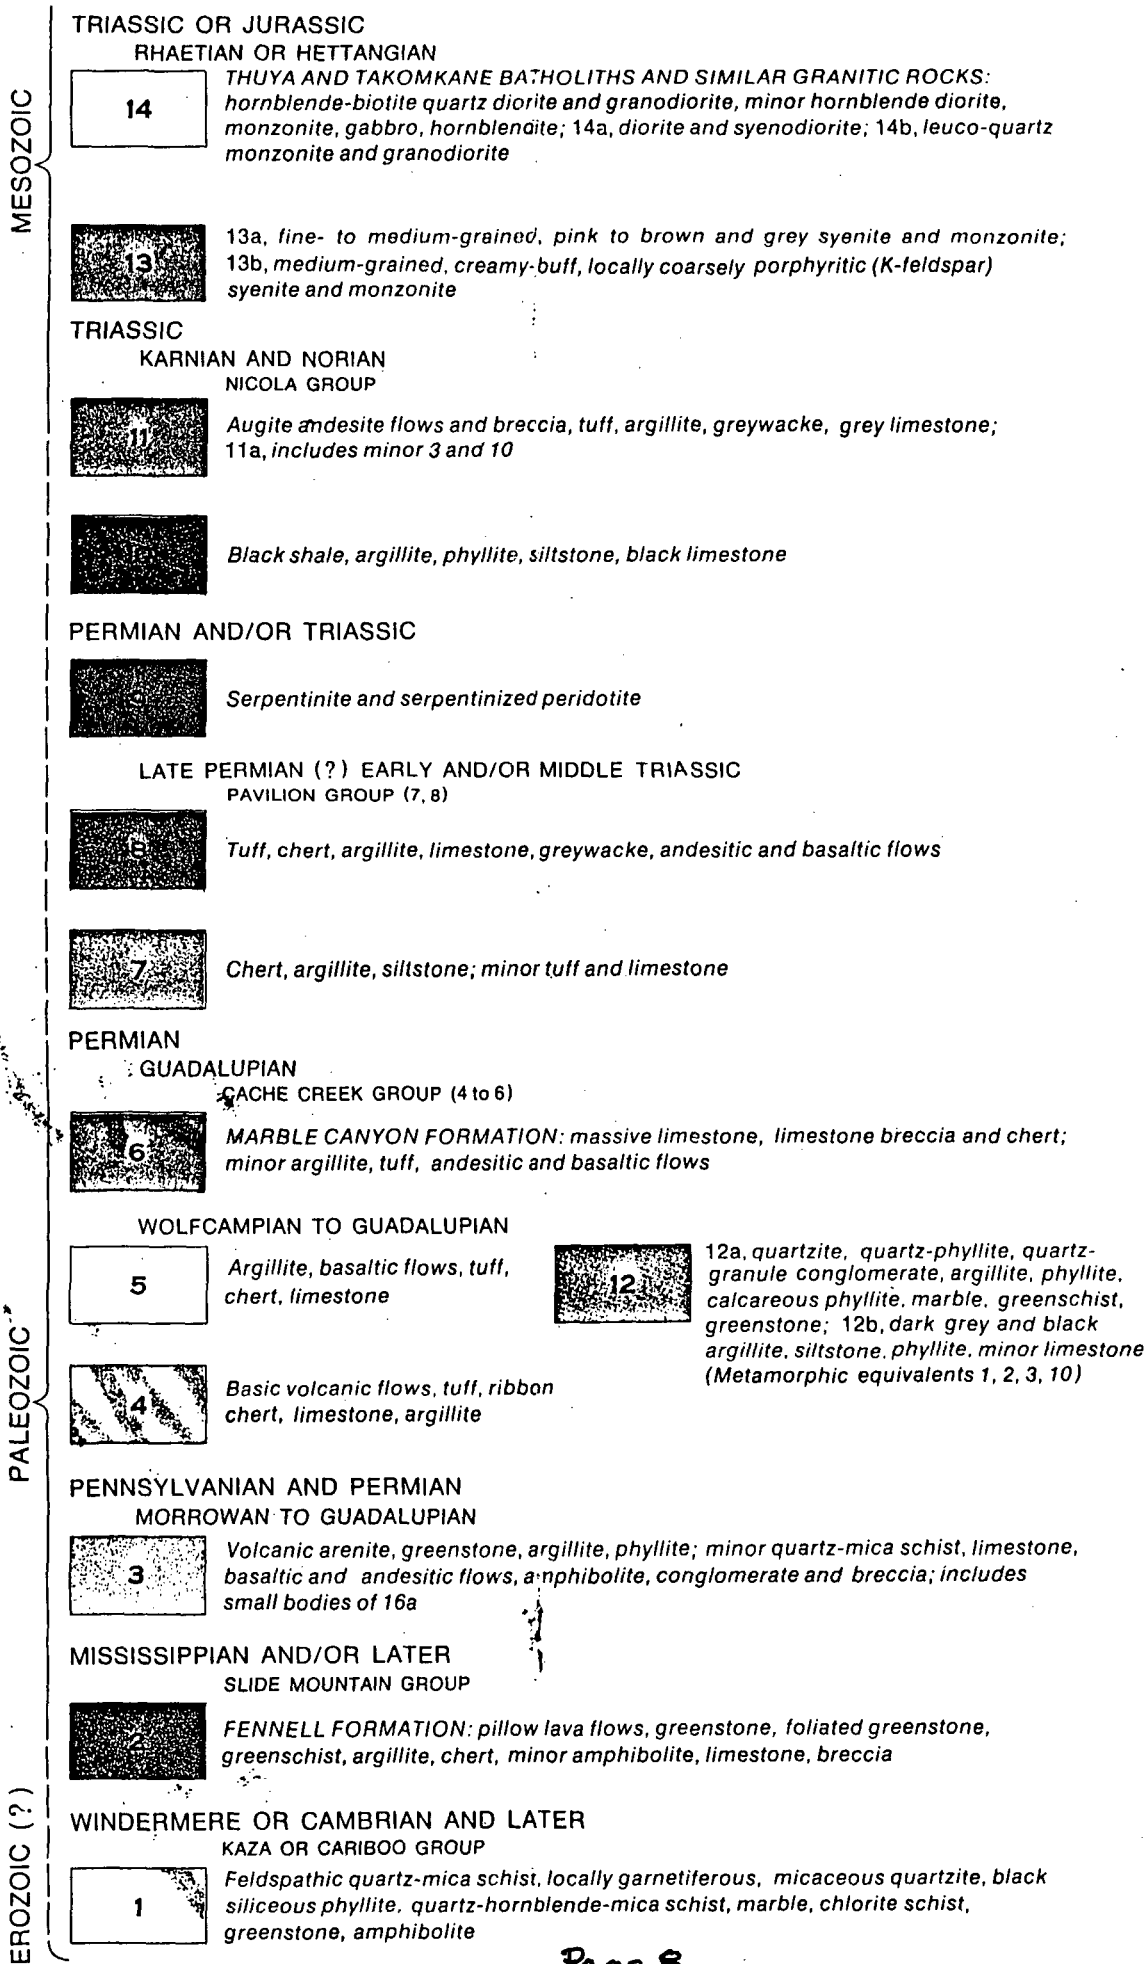 TRIASSIC OR JURASSIC
RHAETIAN OR HETTANGIAN
14
THUYA AND TAKOMKANE BATHOLITHS AND SIMILAR GRANITIC ROCKS:
hornblende-biotite quartz diorite and granodiorite, minor hornblende diorite,
monzonite, gabbro, hornblendite; 14a, diorite and syenodiorite; 14b, leuco-quartz
monzonite and granodiorite
MESOZOIC
13
13a, fine- to medium-grained, pink to brown and grey syenite and monzonite;
13b, medium-grained, creamy-buff, locally coarsely porphyritic (K-feldspar)
syenite and monzonite
TRIASSIC
KARNIAN AND NORIAN
NICOLA GROUP
11
Augite andesite flows and breccia, tuff, argillite, greywacke, grey limestone;
11a, includes minor 3 and 10
Black shale, argillite, phyllite, siltstone, black limestone
PERMIAN AND/OR TRIASSIC
9
Serpentinite and serpentinized peridotite
LATE PERMIAN (?) EARLY AND/OR MIDDLE TRIASSIC
PAVILION GROUP (7, 8)
8
Tuff, chert, argillite, limestone, greywacke, andesitic and basaltic flows
7
Chert, argillite, siltstone; minor tuff and limestone
PERMIAN
GUADALUPIAN
CACHE CREEK GROUP (4 to 6)
6
MARBLE CANYON FORMATION: massive limestone, limestone breccia and chert;
minor argillite, tuff, andesitic and basaltic flows
WOLFCAMPIAN TO GUADALUPIAN
5
Argillite, basaltic flows, tuff,
chert, limestone
12
12a, quartzite, quartz-phyllite, quartz-
granule conglomerate, argillite, phyllite,
calcareous phyllite, marble, greenschist,
greenstone; 12b, dark grey and black
argillite, siltstone, phyllite, minor limestone
(Metamorphic equivalents 1, 2, 3, 10)
PALEOZOIC
4
Basic volcanic flows, tuff, ribbon
chert, limestone, argillite
PENNSYLVANIAN AND PERMIAN
MORROWAN TO GUADALUPIAN
3
Volcanic arenite, greenstone, argillite, phyllite; minor quartz-mica schist, limestone,
basaltic and andesitic flows, amphibolite, conglomerate and breccia; includes
small bodies of 16a
MISSISSIPPIAN AND/OR LATER
SLIDE MOUNTAIN GROUP
2
FENNELL FORMATION: pillow lava flows, greenstone, foliated greenstone,
greenschist, argillite, chert, minor amphibolite, limestone, breccia
WINDERMERE OR CAMBRIAN AND LATER
KAZA OR CARIBOO GROUP
1
Feldspathic quartz-mica schist, locally garnetiferous, micaceous quartzite, black
siliceous phyllite, quartz-hornblende-mica schist, marble, chlorite schist,
greenstone, amphibolite
EROZOIC (?)
Page 8